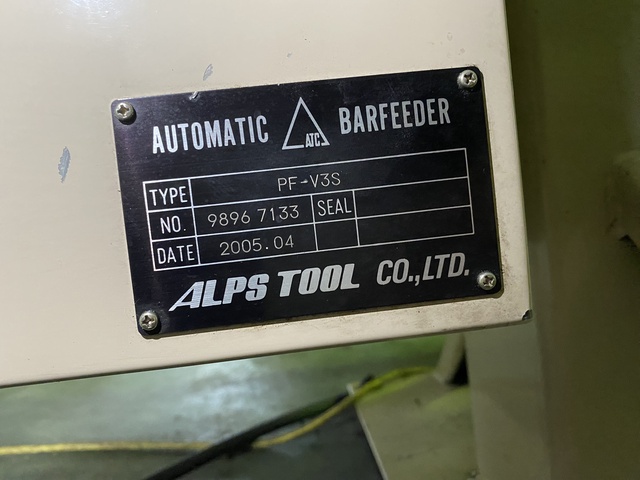 AUTOMATIC ATC BARFEEDER
TYPE PF-V3S
NO. 9896 7133 SEAL
DATE 2005.04
ALPS TOOL CO.,LTD.